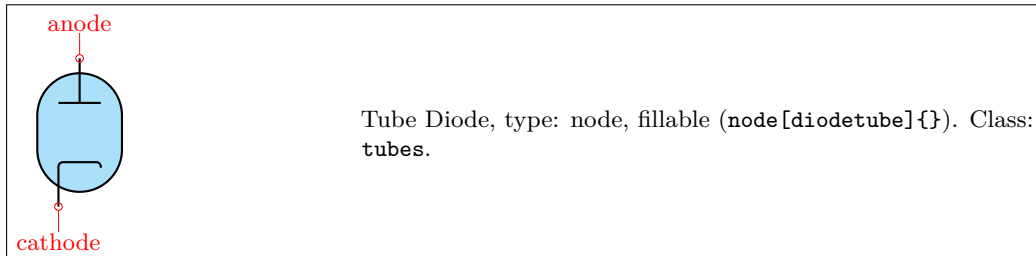 anode
Tube Diode, type: node, fillable (node[diodetube]{}). Class:
tubes.
cathode